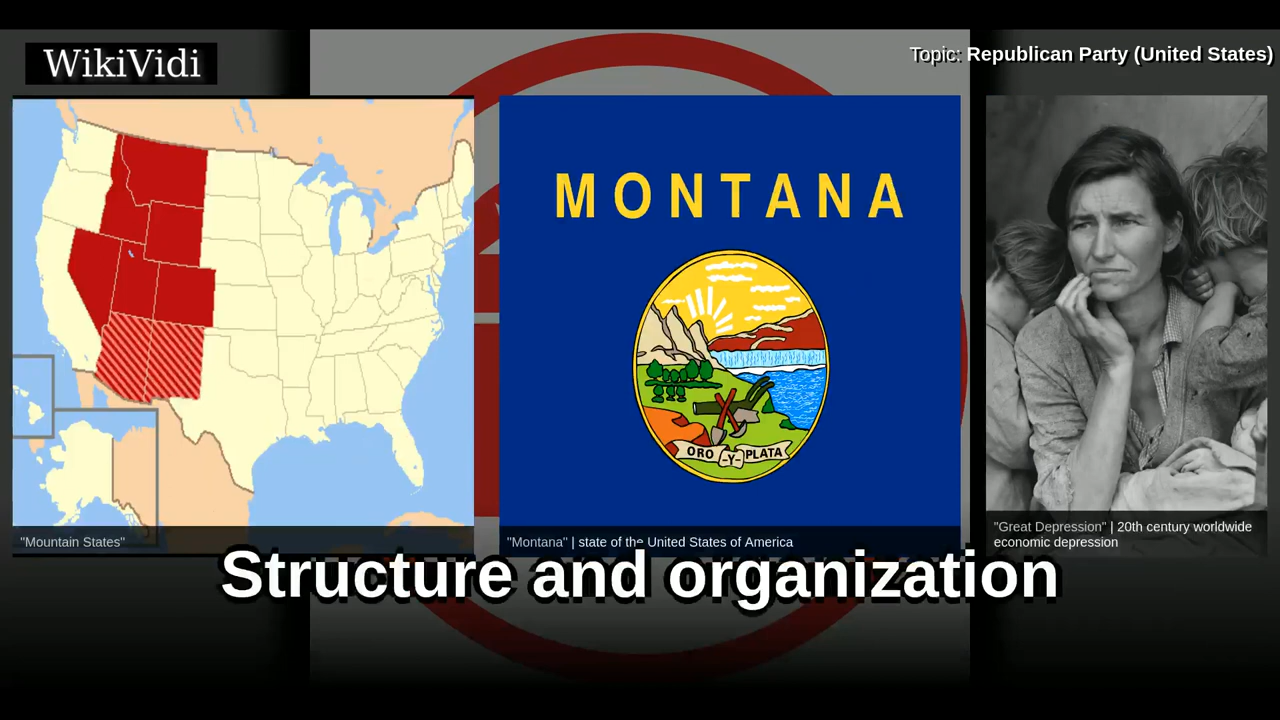 WikiVidi
Topic: Republican Party (United States)
MONTANA
ORO Y PLATA
"Mountain States"
"Montana" | state of the United States of America
"Great Depression" | 20th century worldwide
economic depression
Structure and organization